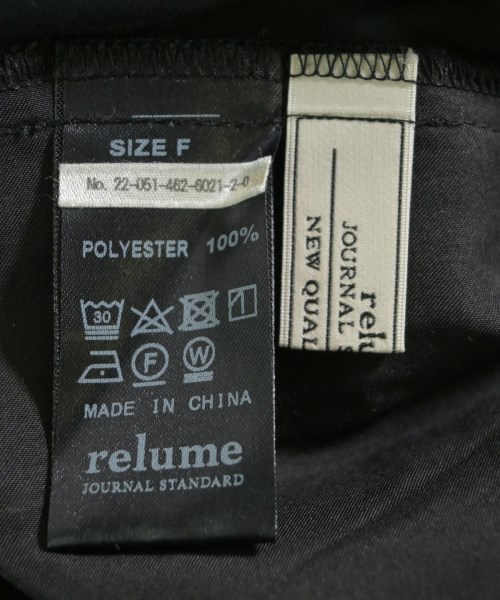 SIZE F
No. 22-051-462-6021-2-0
POLYESTER 100%
30
F W
MADE IN CHINA
relume
JOURNAL STANDARD
relu
JOURNAL S
NEW QUAL